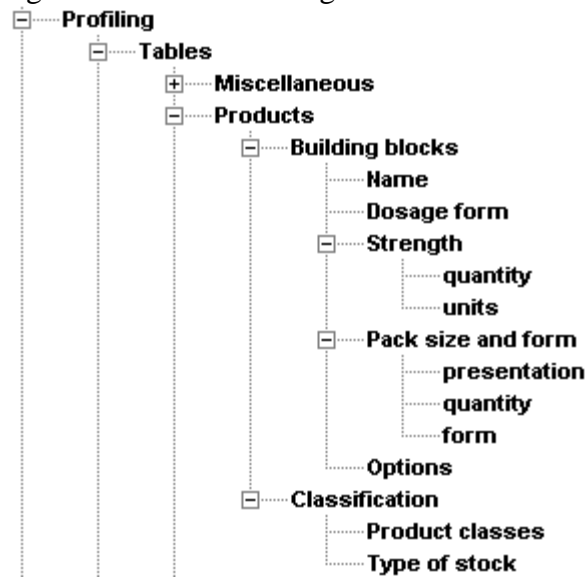 Profiling
Tables
Miscellaneous
Products
Building blocks
Name
Dosage form
Strength
quantity
units
Pack size and form
presentation
quantity
form
Options
Classification
Product classes
Type of stock